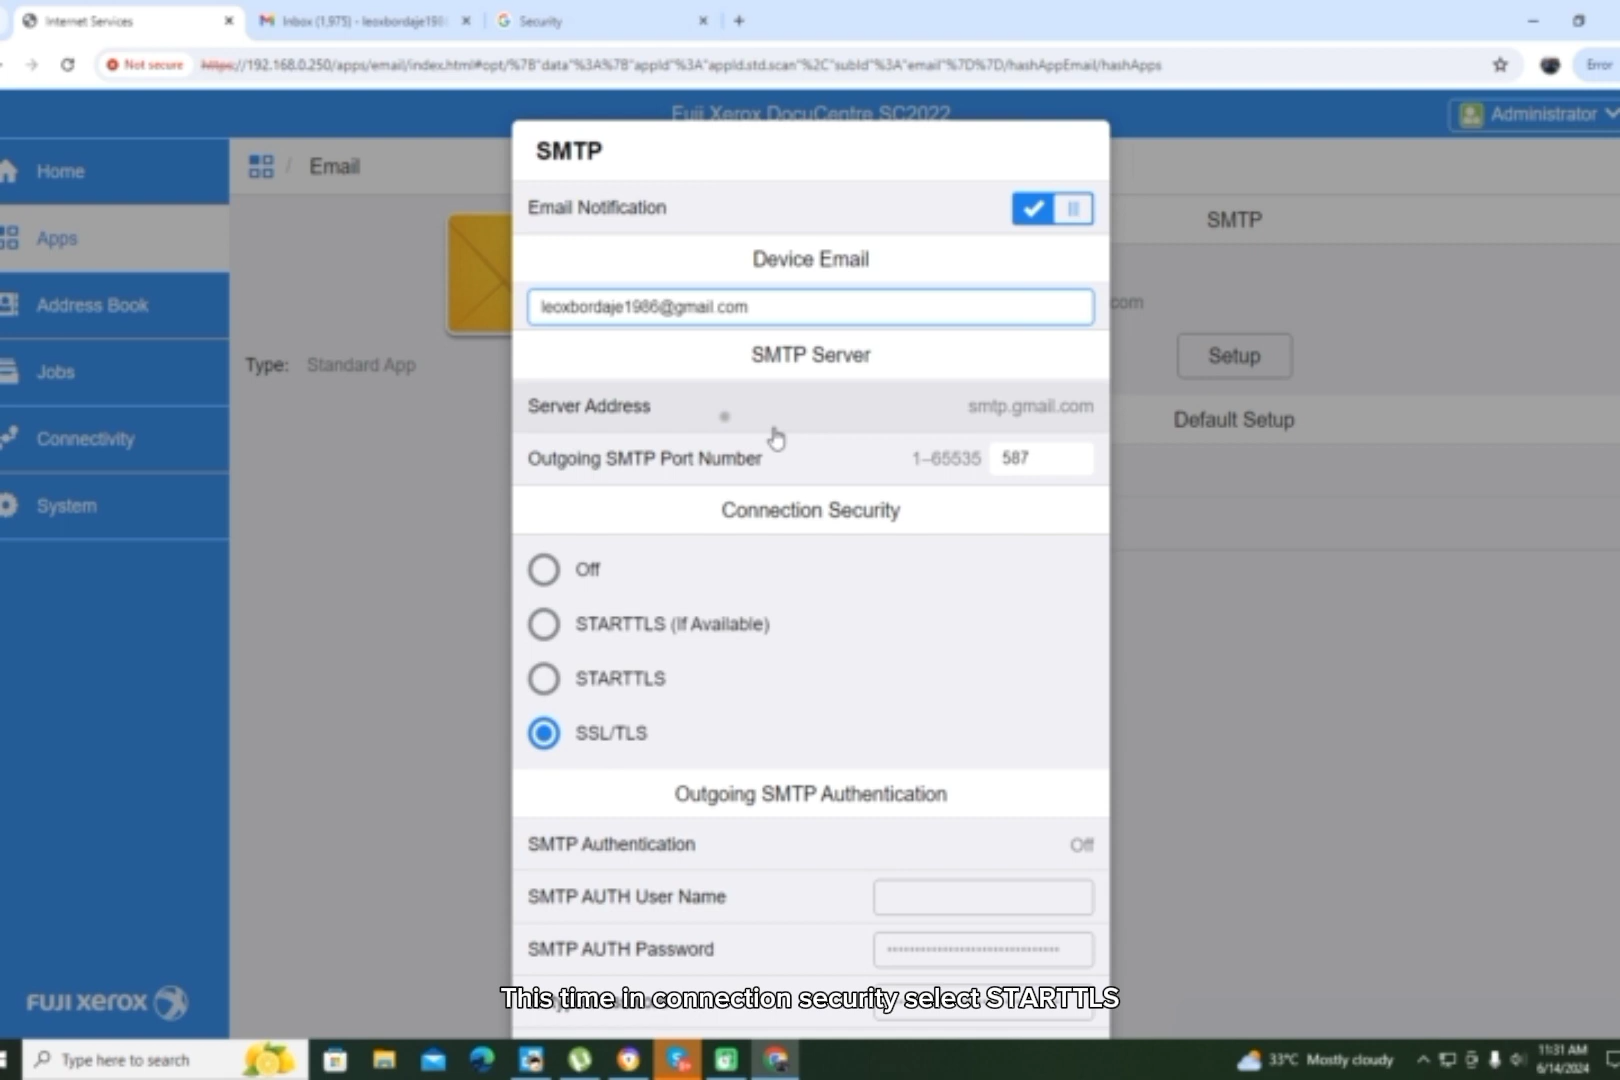 Internet Services
Inbox (1,975) - leoxbordaje198
Security
Not secure
https://192.168.0.250/apps/email/index.html#opt/%7B"data"%3A%7B"appId"%3A"appId.std.scan"%2C"subId"%3A"email"%7D%7D/hashAppEmail/hashApps
Error
Fuji Xerox DocuCentre SC2022
Administrator
Home
Apps
Address Book
Jobs
Connectivity
System
FUJI xerox
Email
Type: Standard App
SMTP
Email Notification
Device Email
leoxbordaje1986@gmail.com
SMTP Server
Server Address
smtp.gmail.com
Outgoing SMTP Port Number
1–65535
587
Connection Security
Off
STARTTLS (If Available)
STARTTLS
SSL/TLS
Outgoing SMTP Authentication
SMTP Authentication
Off
SMTP AUTH User Name
SMTP AUTH Password
SMTP
com
Setup
Default Setup
This time in connection security select STARTTLS
Type here to search
33°C Mostly cloudy
11:31 AM
6/14/2024